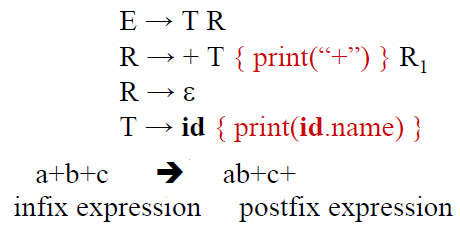 E → T R
R → + T { print(“+”) } R₁
R → ε
T → id { print(id.name) }
a+b+c ➔ ab+c+
infix expression postfix expression